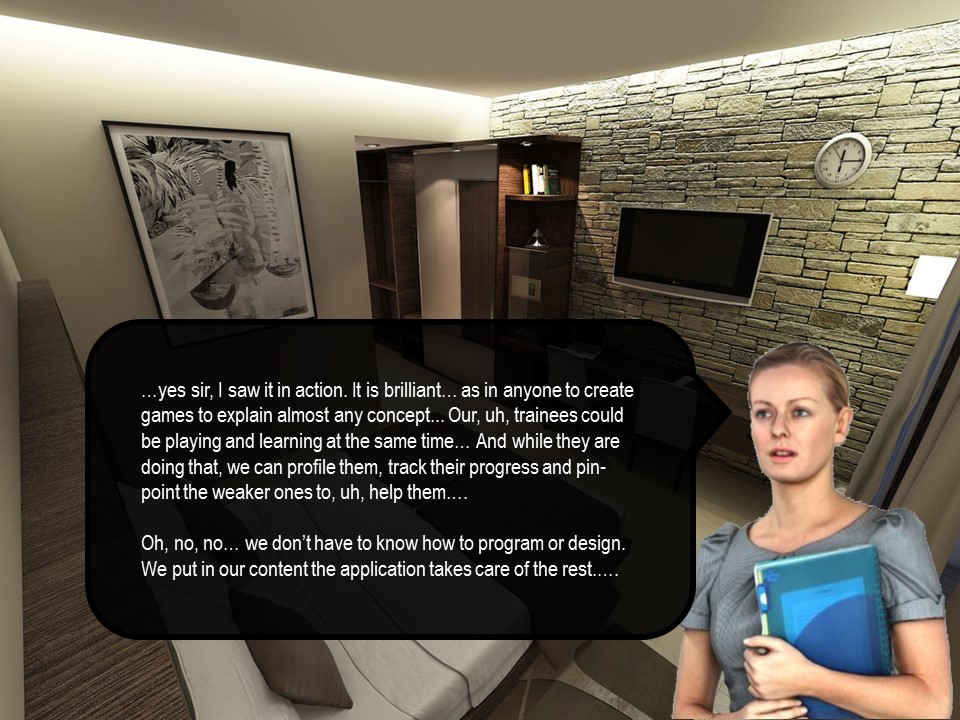 …yes sir, I saw it in action. It is brilliant… as in anyone to create
games to explain almost any concept... Our, uh, trainees could
be playing and learning at the same time… And while they are
doing that, we can profile them, track their progress and pin-
point the weaker ones to, uh, help them….
Oh, no, no… we don’t have to know how to program or design.
We put in our content the application takes care of the rest..…